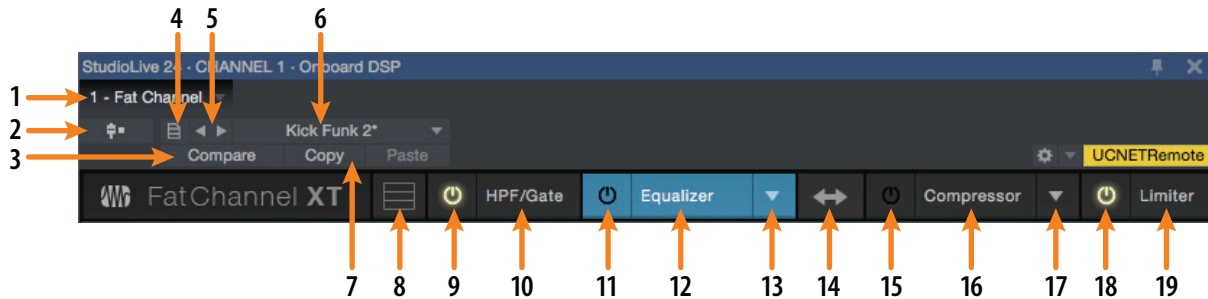 4 5 6
StudioLive 24 · CHANNEL 1 · Onboard DSP
1 1 - Fat Channel
2 Kick Funk 2*
3 Compare Copy Paste
UCNETRemote
FatChannel XT HPF/Gate Equalizer Compressor Limiter
7 8 9 10 11 12 13 14 15 16 17 18 19